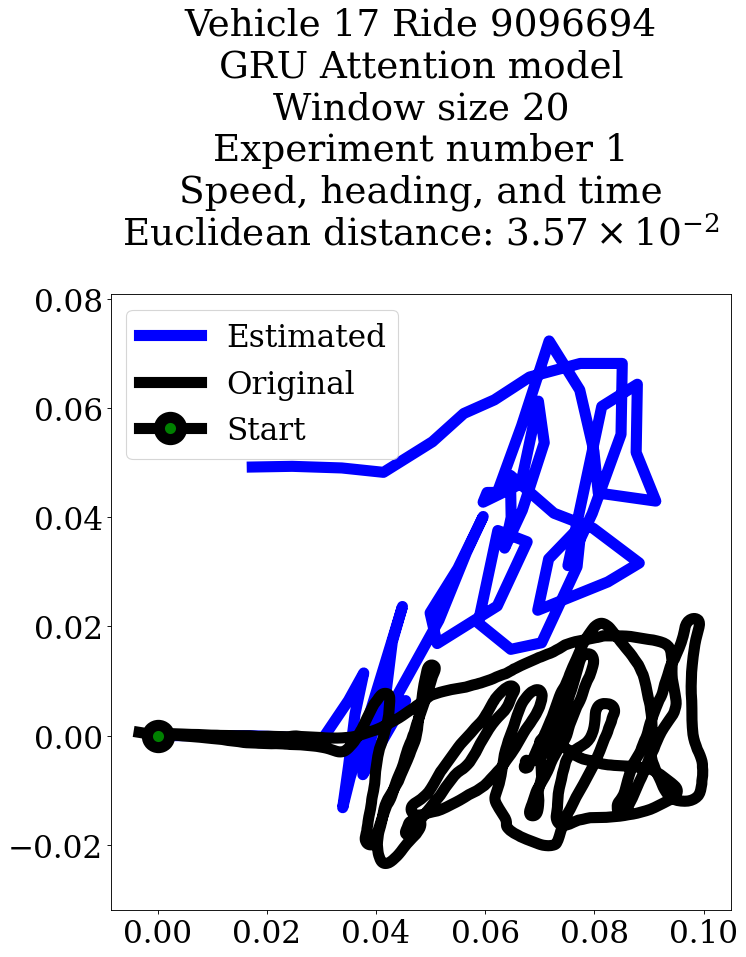 Vehicle 17 Ride 9096694
GRU Attention model
Window size 20
Experiment number 1
Speed, heading, and time
Euclidean distance: 3.57 × 10⁻²
Estimated
Original
Start
0.08
0.06
0.04
0.02
0.00
−0.02
0.00 0.02 0.04 0.06 0.08 0.10